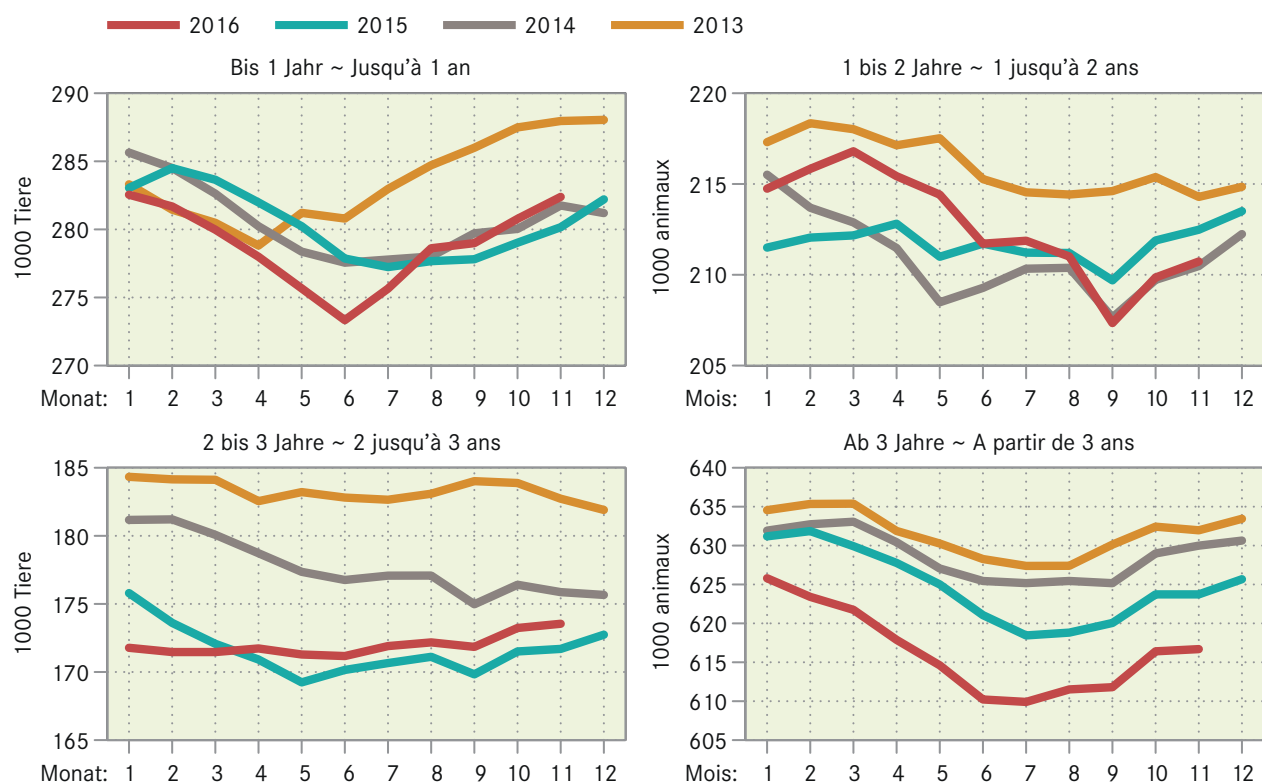 2016 2015 2014 2013
Bis 1 Jahr ~ Jusqu'à 1 an
1000 Tiere
290
285
280
275
270
Monat: 1 2 3 4 5 6 7 8 9 10 11 12
1 bis 2 Jahre ~ 1 jusqu'à 2 ans
1000 animaux
220
215
210
205
Mois: 1 2 3 4 5 6 7 8 9 10 11 12
2 bis 3 Jahre ~ 2 jusqu'à 3 ans
1000 Tiere
185
180
175
170
165
Monat: 1 2 3 4 5 6 7 8 9 10 11 12
Ab 3 Jahre ~ A partir de 3 ans
1000 animaux
640
635
630
625
620
615
610
605
Mois: 1 2 3 4 5 6 7 8 9 10 11 12